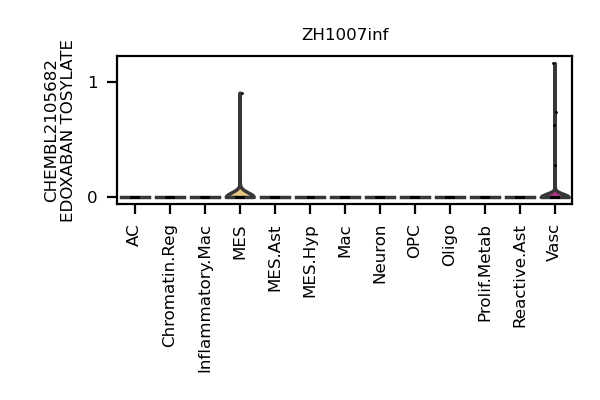 ZH1007inf
CHEMBL2105682
EDOXABAN TOSYLATE
1
0
AC
Chromatin.Reg
Inflammatory.Mac
MES
MES.Ast
MES.Hyp
Mac
Neuron
OPC
Oligo
Prolif.Metab
Reactive.Ast
Vasc